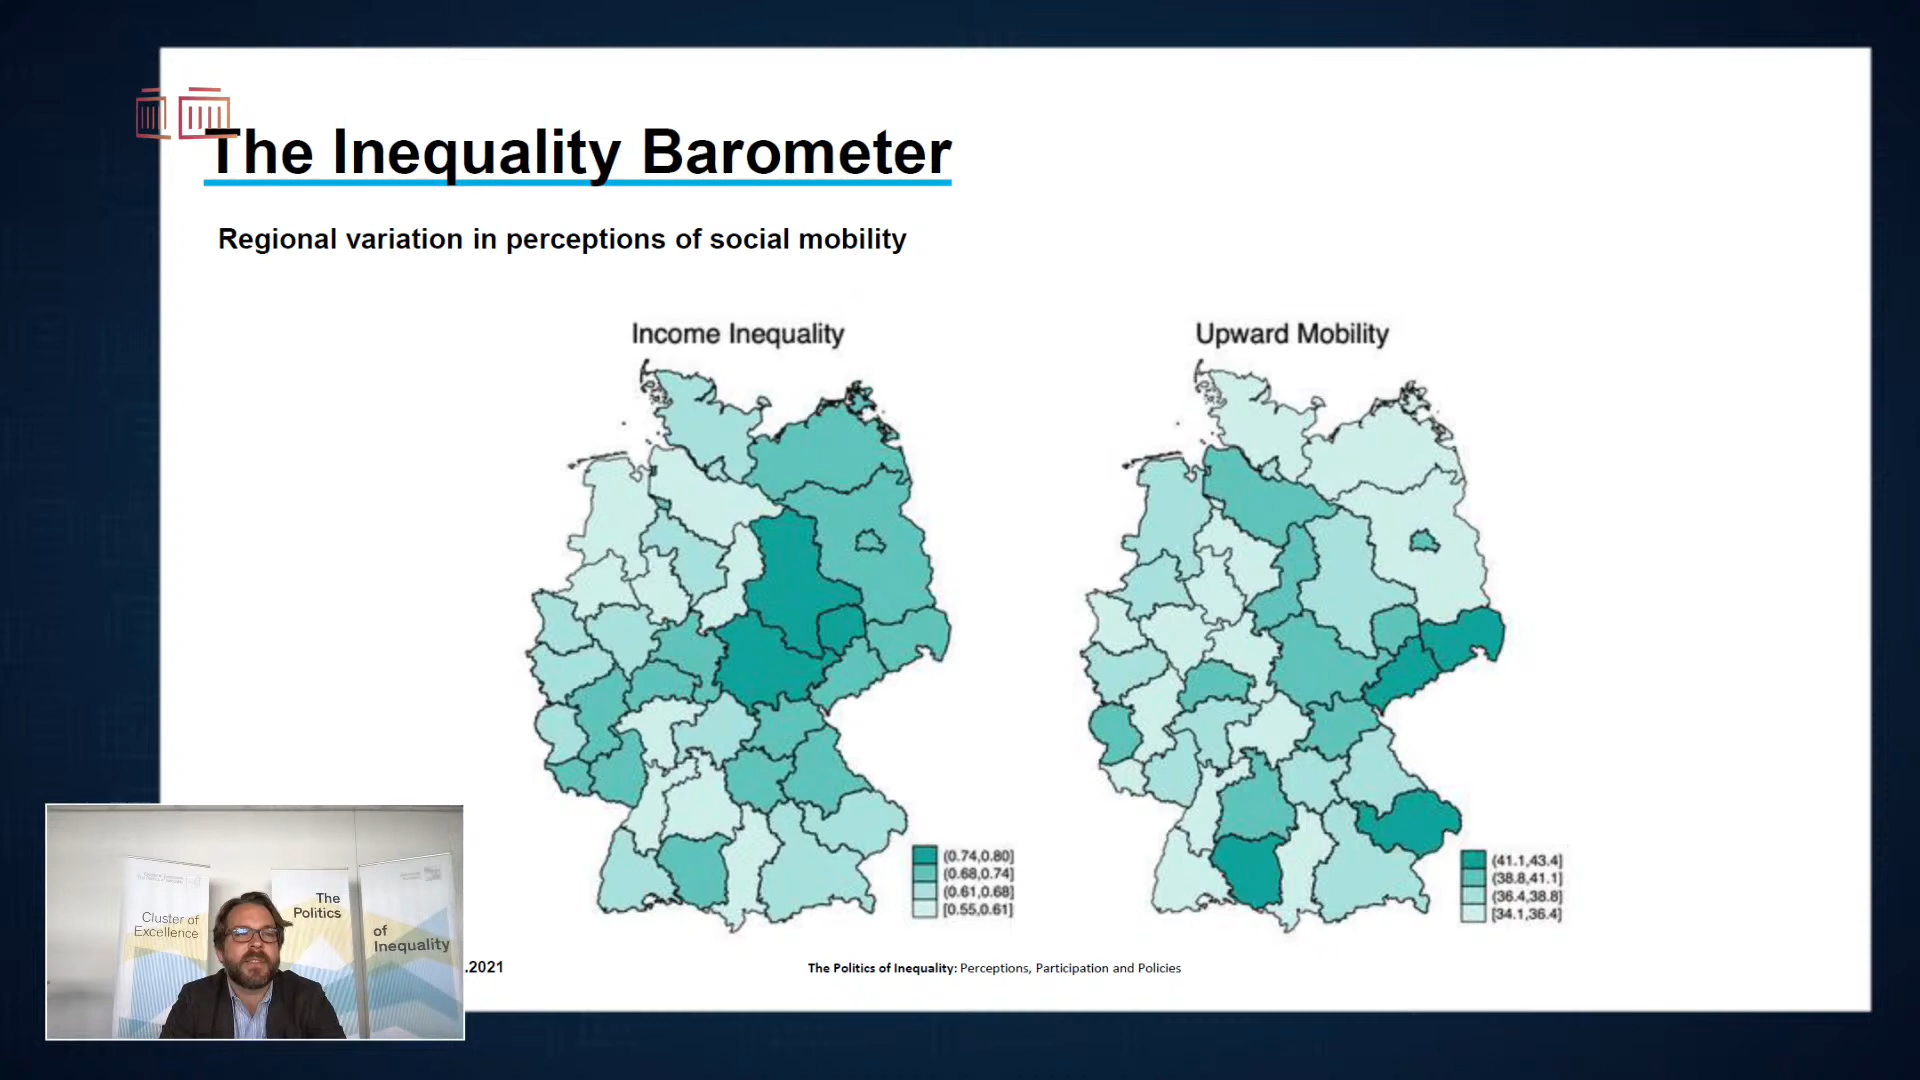 The Inequality Barometer
Regional variation in perceptions of social mobility
Income Inequality
Upward Mobility
(0.74,0.80]
(0.68,0.74]
(0.61,0.68]
[0.55,0.61]
(41.1,43.4]
(38.8,41.1]
(36.4,38.8]
[34.1,36.4]
Cluster of
Excellence
The
Politics
of
Inequality
.2021
The Politics of Inequality: Perceptions, Participation and Policies